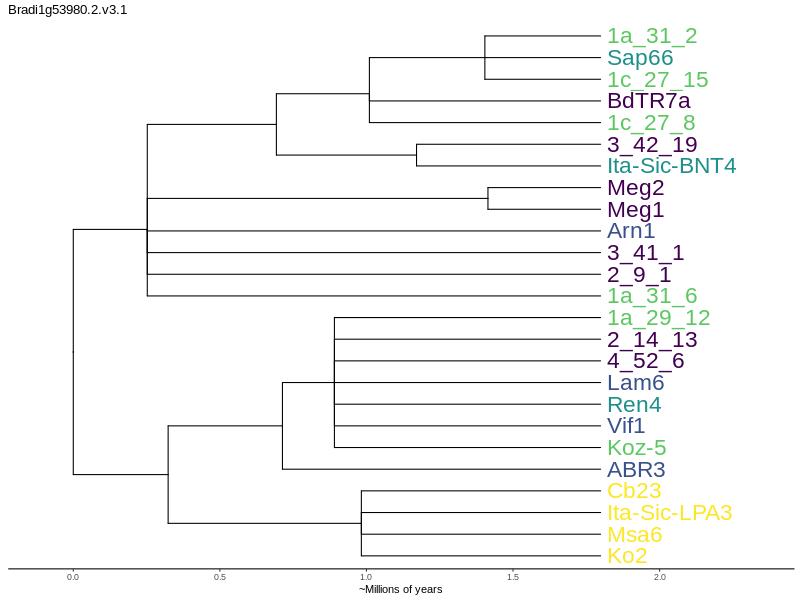 Bradi1g53980.2.v3.1
1a_31_2
Sap66
1c_27_15
BdTR7a
1c_27_8
3_42_19
Ita-Sic-BNT4
Meg2
Meg1
Arn1
3_41_1
2_9_1
1a_31_6
1a_29_12
2_14_13
4_52_6
Lam6
Ren4
Vif1
Koz-5
ABR3
Cb23
Ita-Sic-LPA3
Msa6
Ko2
0.0 0.5 1.0 1.5 2.0
~Millions of years